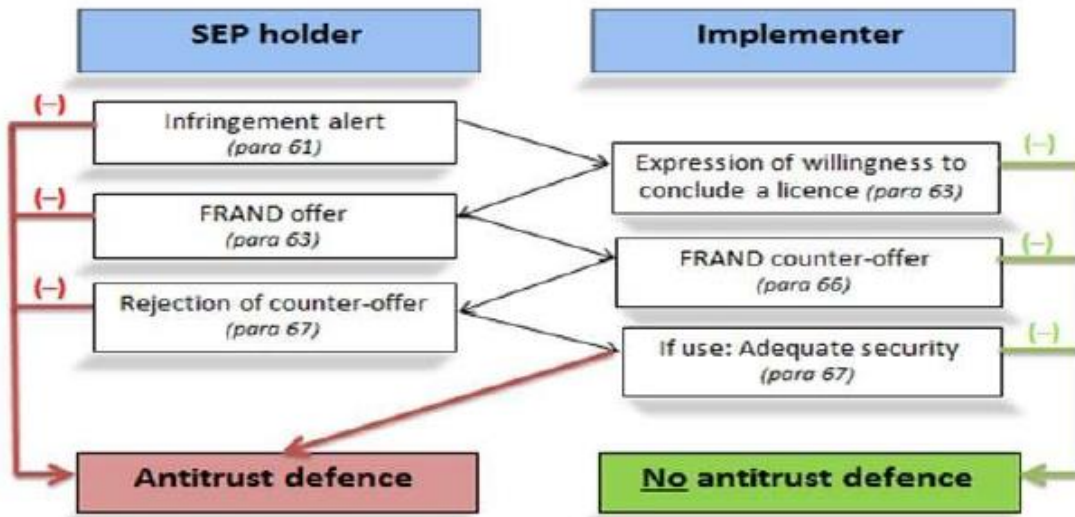 SEP holder
Implementer
(—)
Infringement alert
(para 61)
(—)
Expression of willingness to
conclude a licence (para 63)
(—)
FRAND offer
(para 63)
(—)
FRAND counter-offer
(para 66)
(—)
Rejection of counter-offer
(para 67)
(—)
If use: Adequate security
(para 67)
Antitrust defence
No antitrust defence